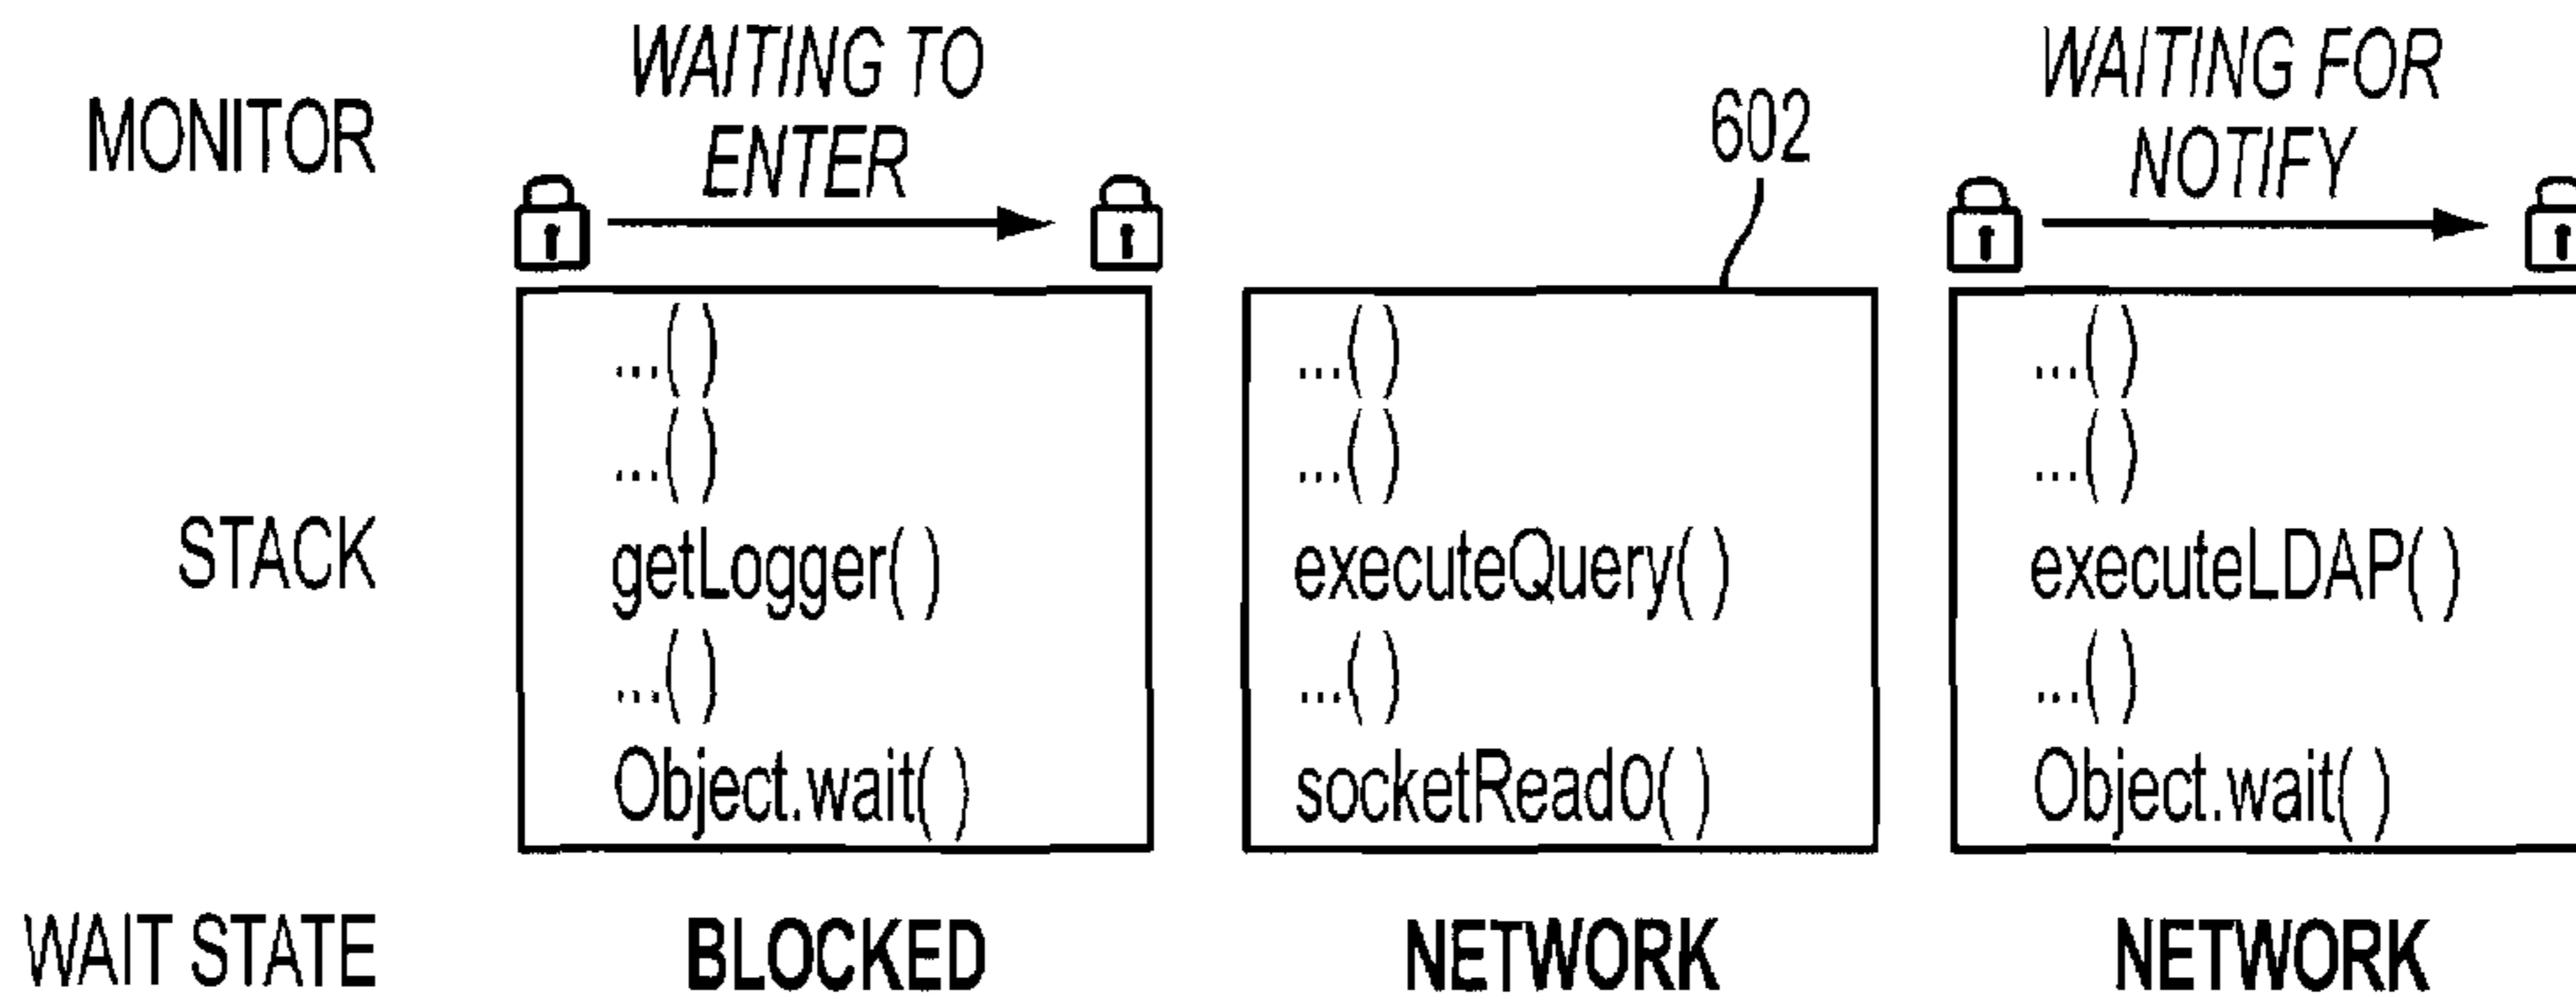 MONITOR
WAITING TO
ENTER
602
WAITING FOR
NOTIFY
STACK
...( )
...( )
getLogger( )
...( )
Object.wait( )
...( )
...( )
executeQuery( )
...( )
socketRead0( )
...( )
...( )
executeLDAP( )
...( )
Object.wait( )
WAIT STATE
BLOCKED
NETWORK
NETWORK